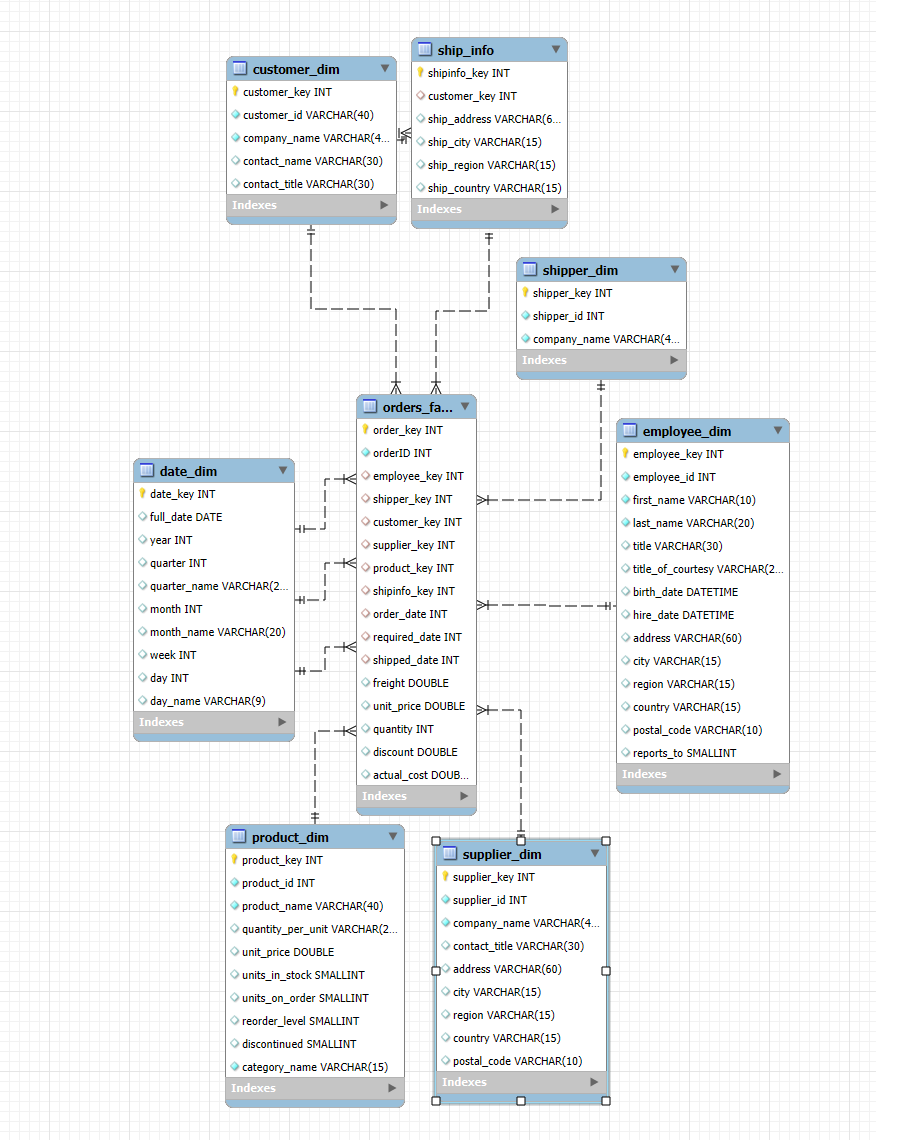 customer_dim
customer_key INT
customer_id VARCHAR(40)
company_name VARCHAR(4...
contact_name VARCHAR(30)
contact_title VARCHAR(30)
Indexes
ship_info
shipinfo_key INT
customer_key INT
ship_address VARCHAR(6...
ship_city VARCHAR(15)
ship_region VARCHAR(15)
ship_country VARCHAR(15)
Indexes
shipper_dim
shipper_key INT
shipper_id INT
company_name VARCHAR(4...
Indexes
orders_fa...
order_key INT
orderID INT
employee_key INT
shipper_key INT
customer_key INT
supplier_key INT
product_key INT
shipinfo_key INT
order_date INT
required_date INT
shipped_date INT
freight DOUBLE
unit_price DOUBLE
quantity INT
discount DOUBLE
actual_cost DOUB...
Indexes
employee_dim
employee_key INT
employee_id INT
first_name VARCHAR(10)
last_name VARCHAR(20)
title VARCHAR(30)
title_of_courtesy VARCHAR(2...
birth_date DATETIME
hire_date DATETIME
address VARCHAR(60)
city VARCHAR(15)
region VARCHAR(15)
country VARCHAR(15)
postal_code VARCHAR(10)
reports_to SMALLINT
Indexes
date_dim
date_key INT
full_date DATE
year INT
quarter INT
quarter_name VARCHAR(2...
month INT
month_name VARCHAR(20)
week INT
day INT
day_name VARCHAR(9)
Indexes
product_dim
product_key INT
product_id INT
product_name VARCHAR(40)
quantity_per_unit VARCHAR(2...
unit_price DOUBLE
units_in_stock SMALLINT
units_on_order SMALLINT
reorder_level SMALLINT
discontinued SMALLINT
category_name VARCHAR(15)
Indexes
supplier_dim
supplier_key INT
supplier_id INT
company_name VARCHAR(4...
contact_title VARCHAR(30)
address VARCHAR(60)
city VARCHAR(15)
region VARCHAR(15)
country VARCHAR(15)
postal_code VARCHAR(10)
Indexes